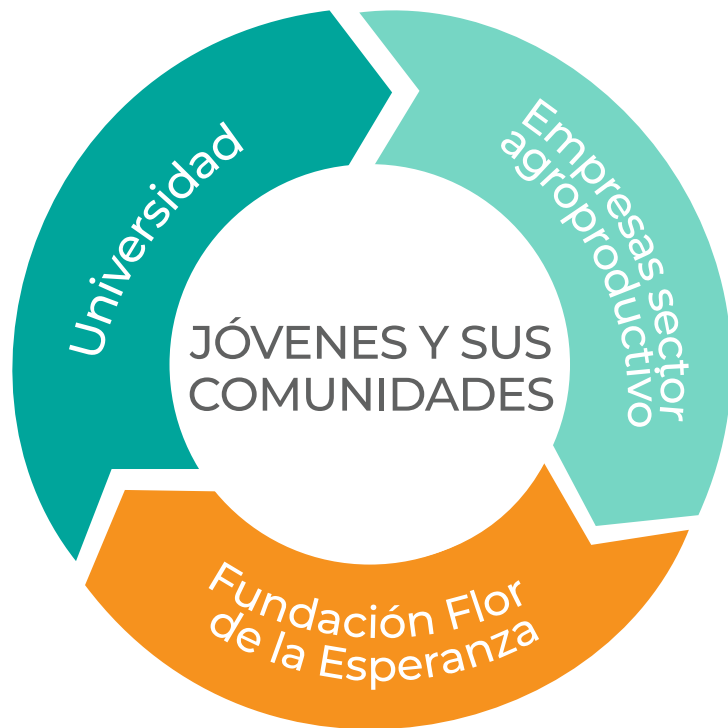 Universidad
Empresas sector
agroproductivo
JÓVENES Y SUS
COMUNIDADES
Fundación Flor
de la Esperanza